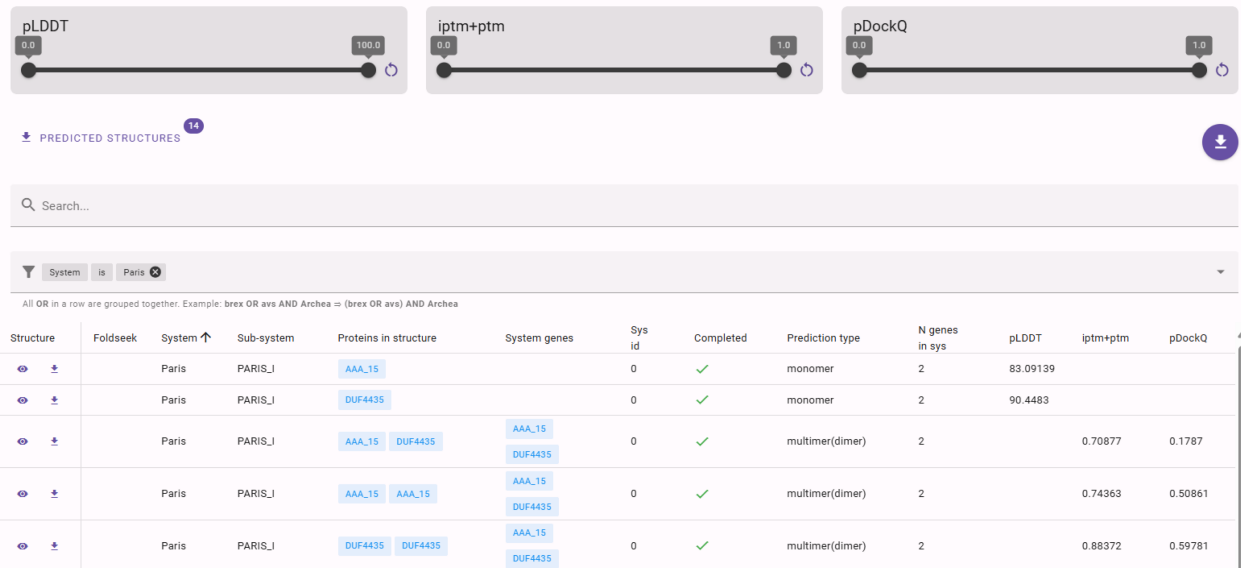 pLDDT iptm+ptm pDockQ
0.0 100.0 0.0 1.0 0.0 1.0
PREDICTED STRUCTURES 14
Search...
System is Paris
All OR in a row are grouped together. Example: brex OR avs AND Archea ⇒ (brex OR avs) AND Archea
Structure Foldseek System Sub-system Proteins in structure System genes Sys id Completed Prediction type N genes in sys pLDDT iptm+ptm pDockQ
Paris PARIS_I AAA_15 0 monomer 2 83.09139
Paris PARIS_I DUF4435 0 monomer 2 90.4483
Paris PARIS_I AAA_15 DUF4435 AAA_15 DUF4435 0 multimer(dimer) 2 0.70877 0.1787
Paris PARIS_I AAA_15 AAA_15 AAA_15 DUF4435 0 multimer(dimer) 2 0.74363 0.50861
Paris PARIS_I DUF4435 DUF4435 AAA_15 DUF4435 0 multimer(dimer) 2 0.88372 0.59781